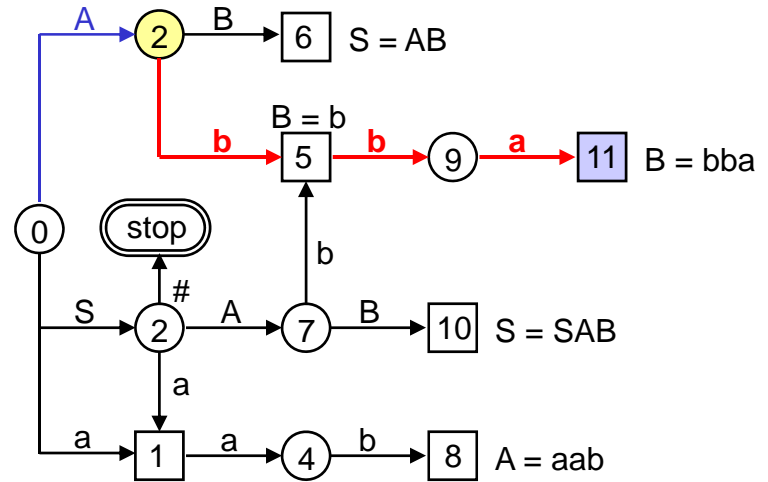 A 2 B 6 S = AB
B = b
b 5 b 9 a 11 B = bba
0 stop
b
#
S 2 A 7 B 10 S = SAB
a
a 1 a 4 b 8 A = aab